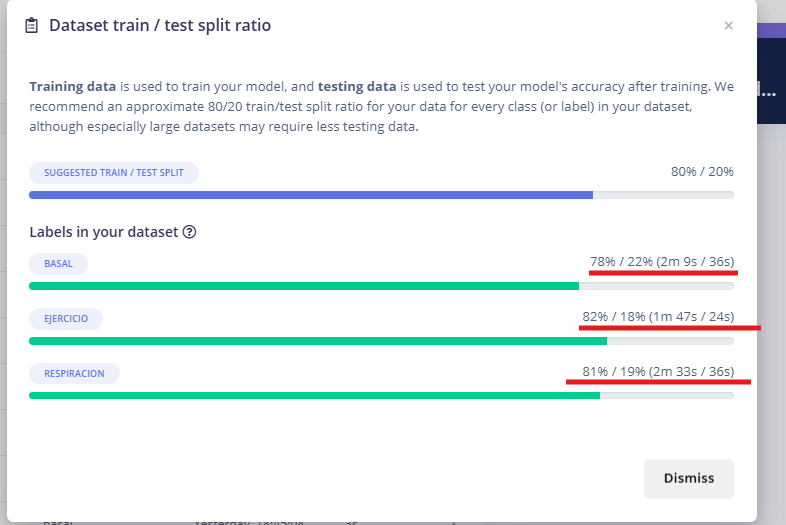 Dataset train / test split ratio
×
Training data is used to train your model, and testing data is used to test your model's accuracy after training. We
recommend an approximate 80/20 train/test split ratio for your data for every class (or label) in your dataset,
although especially large datasets may require less testing data.
SUGGESTED TRAIN / TEST SPLIT
80% / 20%
Labels in your dataset ?
BASAL
78% / 22% (2m 9s / 36s)
EJERCICIO
82% / 18% (1m 47s / 24s)
RESPIRACION
81% / 19% (2m 33s / 36s)
Dismiss